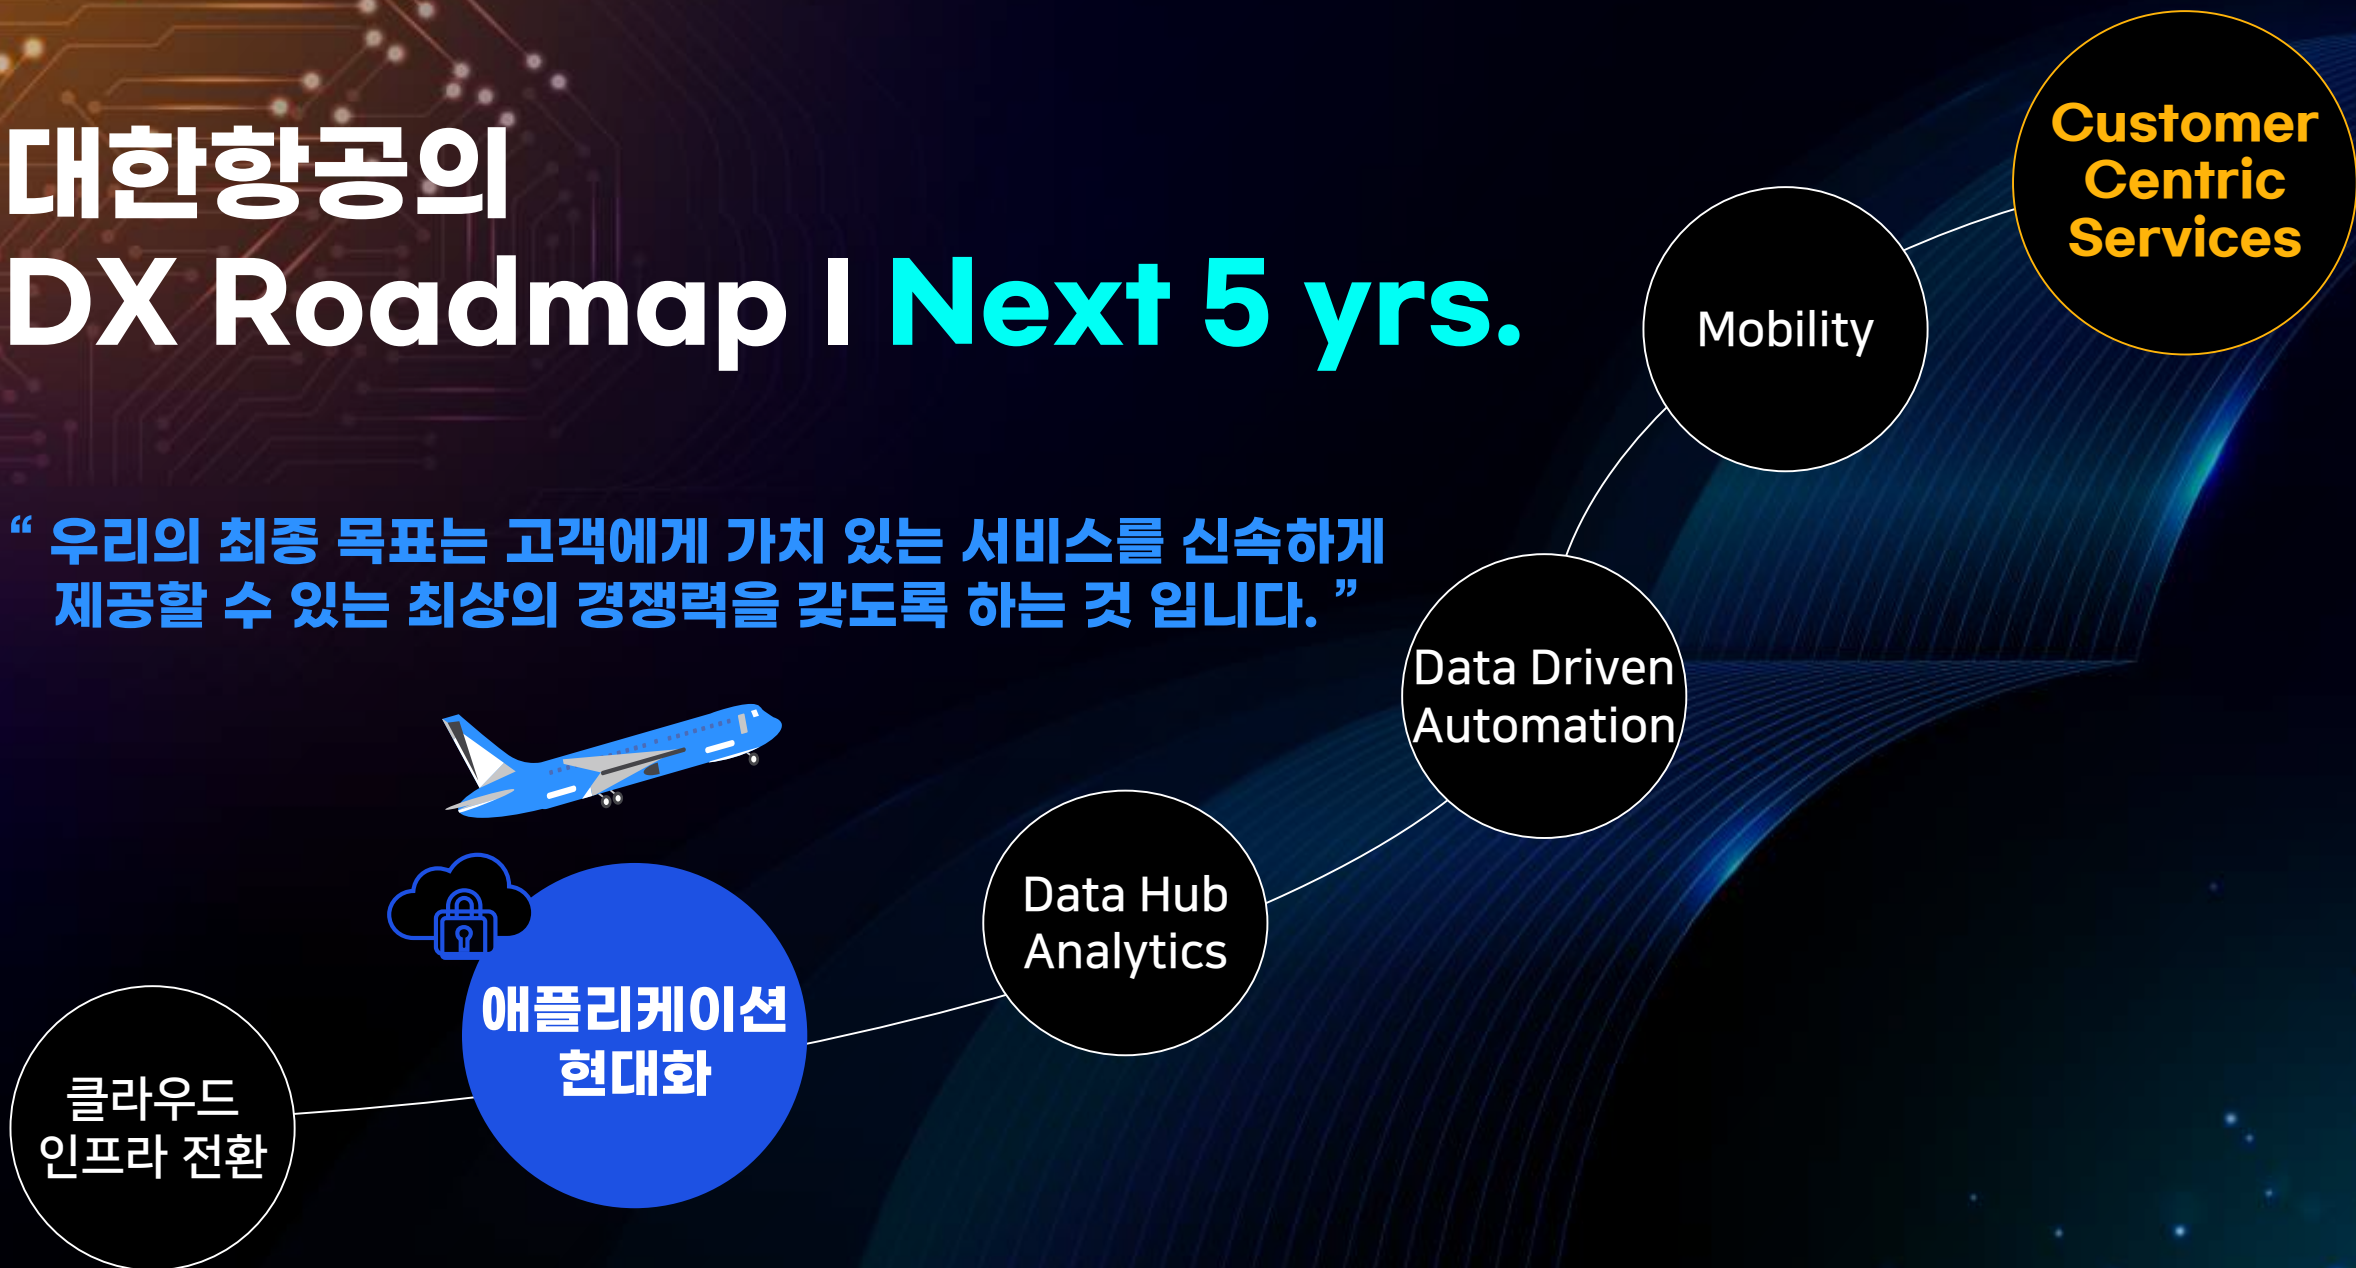 대한항공의
DX Roadmap I Next 5 yrs.
“ 우리의 최종 목표는 고객에게 가치 있는 서비스를 신속하게
제공할 수 있는 최상의 경쟁력을 갖도록 하는 것 입니다. ”
클라우드
인프라 전환
애플리케이션
현대화
Data Hub
Analytics
Data Driven
Automation
Mobility
Customer
Centric
Services